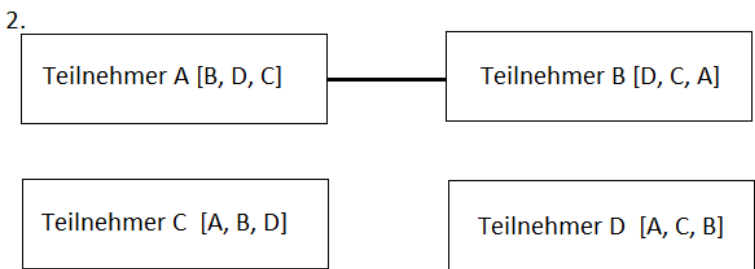 2.
Teilnehmer A [B, D, C]
Teilnehmer B [D, C, A]
Teilnehmer C [A, B, D]
Teilnehmer D [A, C, B]